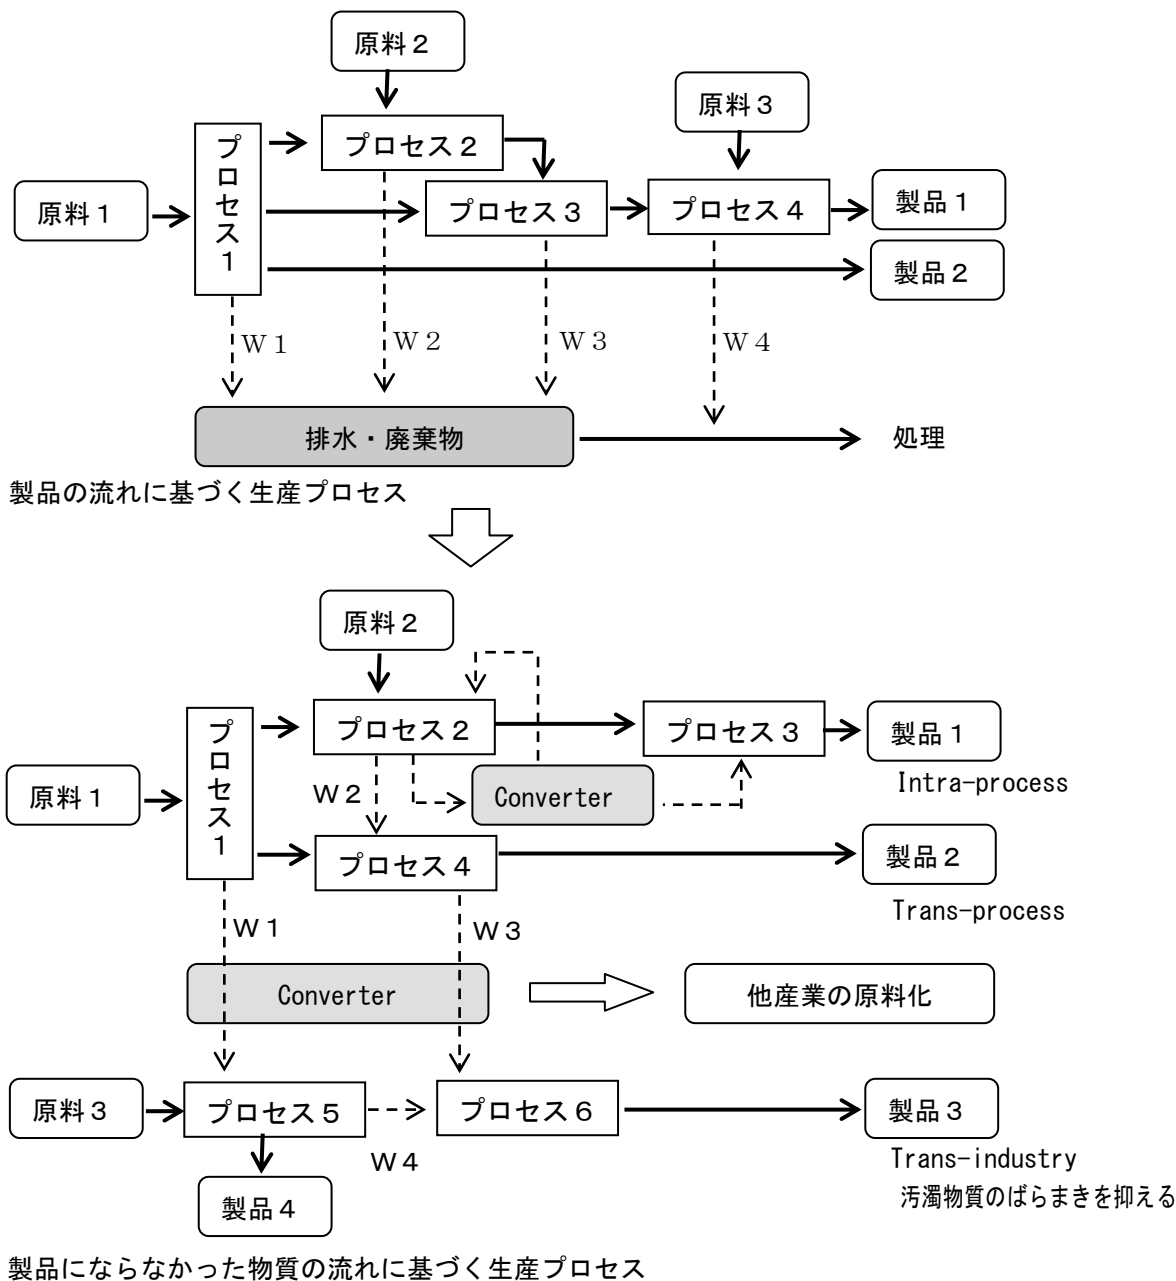 原料２
原料３
プロセス１
プロセス２
原料１
プロセス３
プロセス４
製品１
製品２
Ｗ１
Ｗ２
Ｗ３
Ｗ４
排水・廃棄物
処理
製品の流れに基づく生産プロセス
原料２
プロセス１
プロセス２
プロセス３
製品１
Intra-process
原料１
Ｗ２
Converter
プロセス４
製品２
Trans-process
Ｗ１
Ｗ３
Converter
他産業の原料化
原料３
プロセス５
プロセス６
製品３
Ｗ４
Trans-industry
汚濁物質のばらまきを抑える
製品４
製品にならなかった物質の流れに基づく生産プロセス